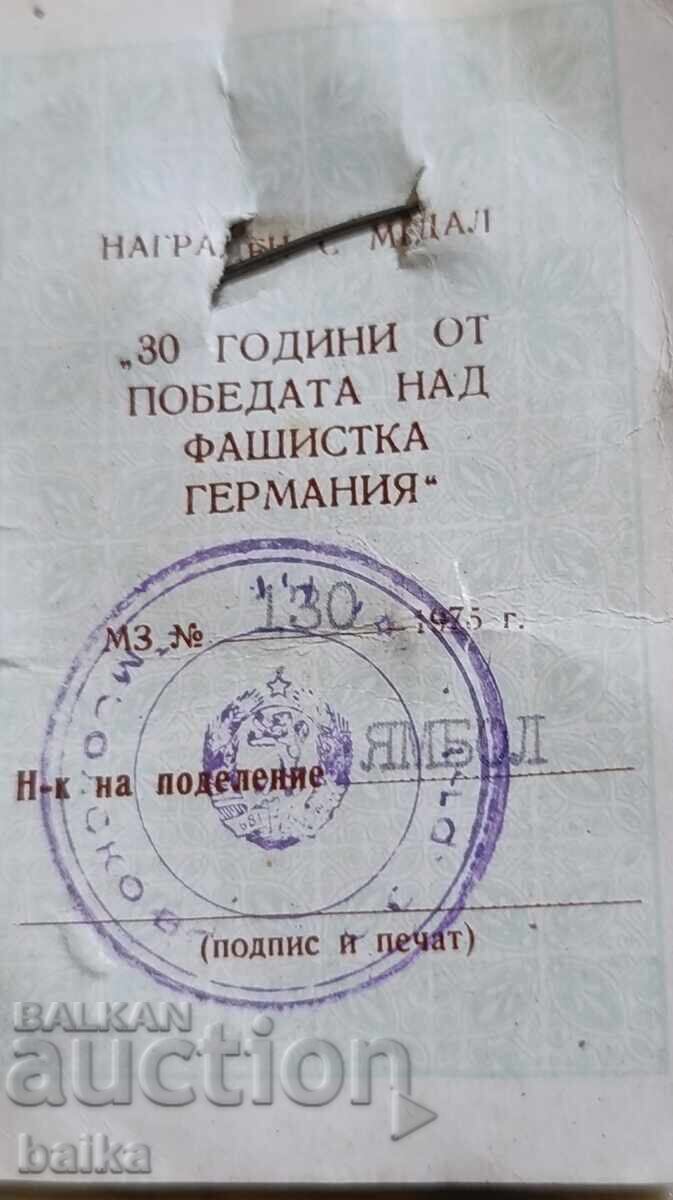 НАГРАДЕН С МЕДАЛ
„30 ГОДИНИ ОТ
ПОБЕДАТА НАД
ФАШИСТКА
ГЕРМАНИЯ“
МЗ № 130 1975 г.
Н-к на поделение ЯМБОЛ
(подпис и печат)
BALKAN
auction
baika